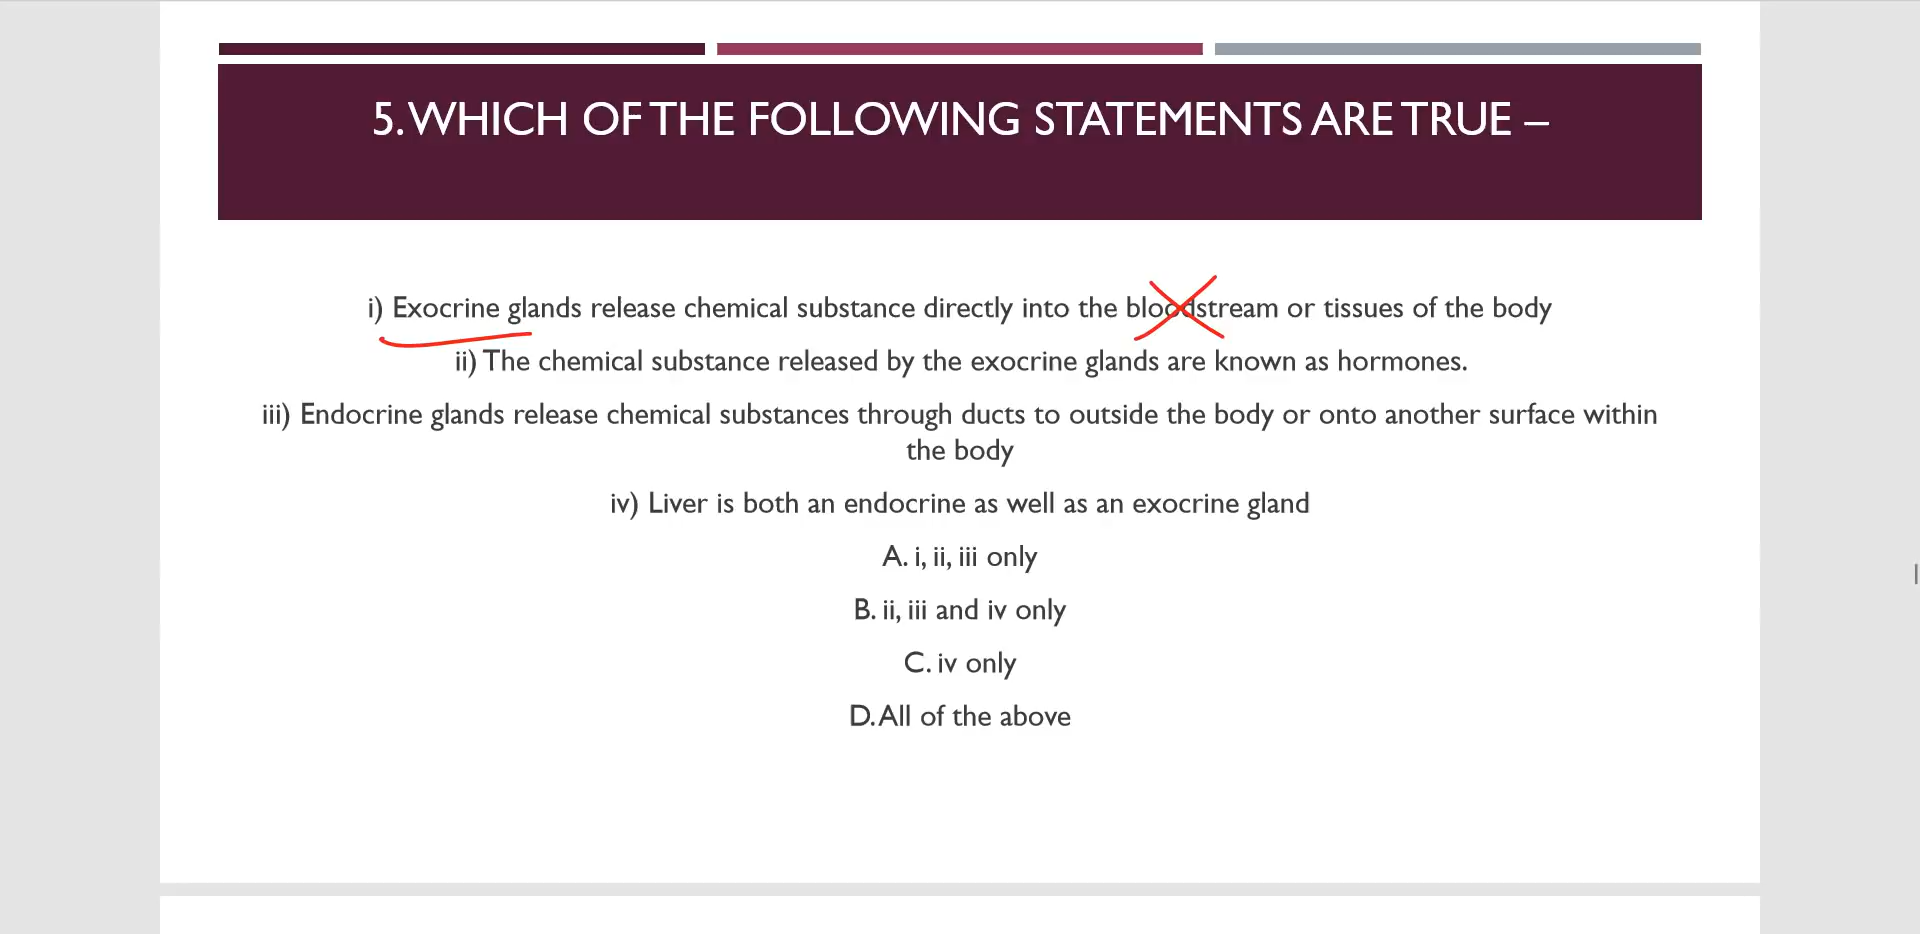 5. WHICH OF THE FOLLOWING STATEMENTS ARE TRUE –
i) Exocrine glands release chemical substance directly into the bloodstream or tissues of the body
ii) The chemical substance released by the exocrine glands are known as hormones.
iii) Endocrine glands release chemical substances through ducts to outside the body or onto another surface within
the body
iv) Liver is both an endocrine as well as an exocrine gland
A. i, ii, iii only
B. ii, iii and iv only
C. iv only
D. All of the above